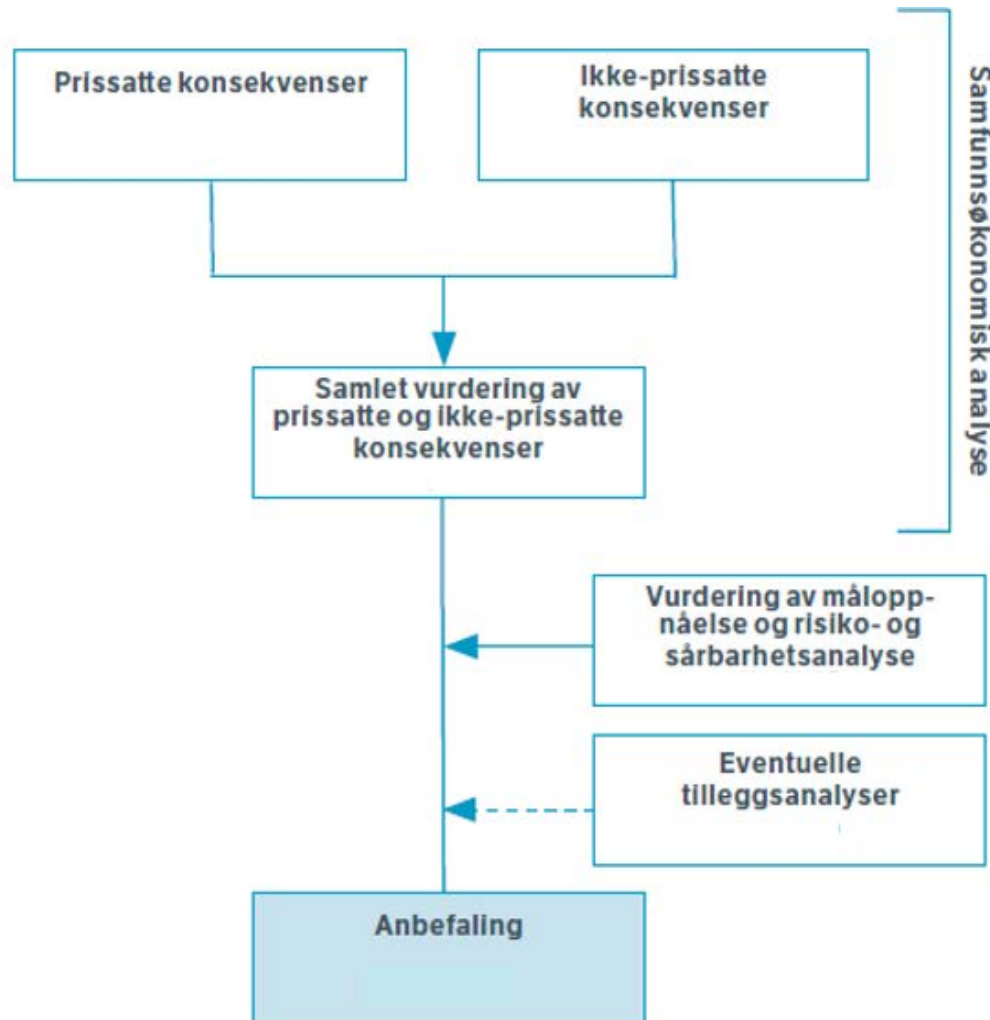 Prissatte konsekvenser
Ikke-prissatte
konsekvenser
Samfunnsøkonomisk analyse
Samlet vurdering av
prissatte og ikke-prissatte
konsekvenser
Vurdering av målopp-
nåelse og risiko- og
sårbarhetsanalyse
Eventuelle
tilleggsanalyser
Anbefaling